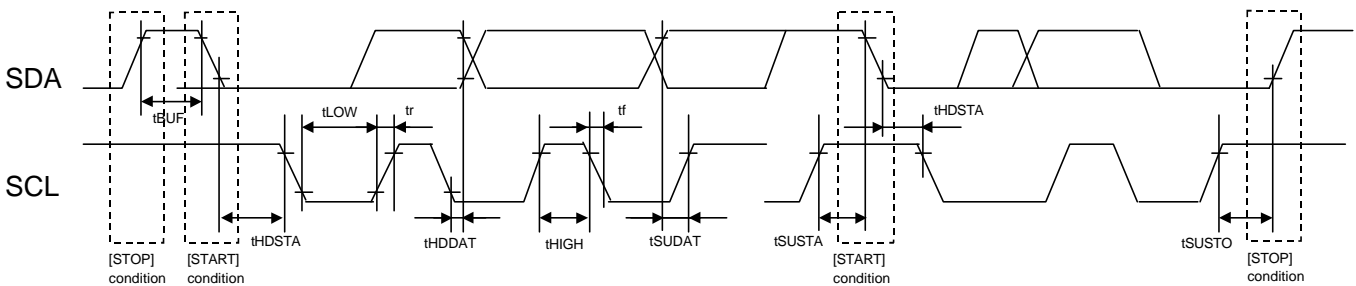 SDA
tBUF
tLOW
tr
tf
tHDSTA
SCL
tHDSTA
tHDDAT
tHIGH
tSUDAT
tSUSTA
tSUSTO
[STOP]
condition
[START]
condition
[START]
condition
[STOP]
condition